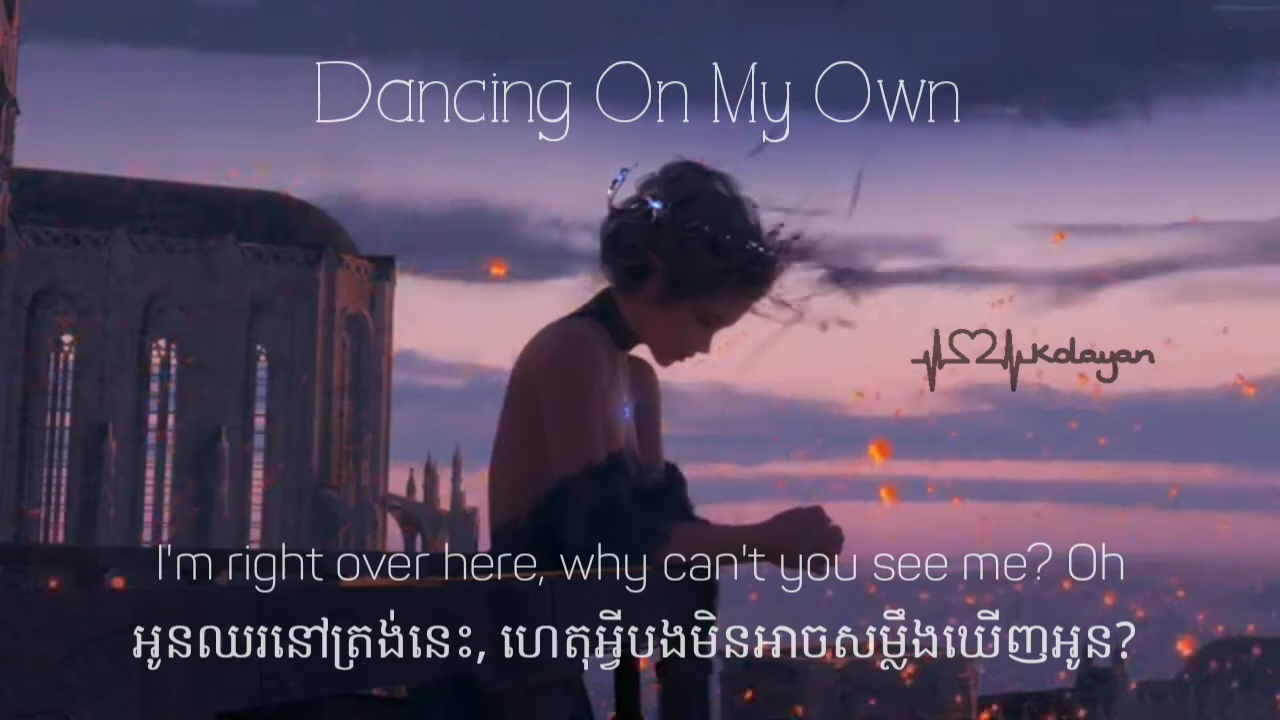 Dancing On My Own
Kolayan
I'm right over here, why can't you see me? Oh
អូនឈរនៅត្រង់នេះ, ហេតុអ្វីបងមិនអាចសម្លឹងឃើញអូន?